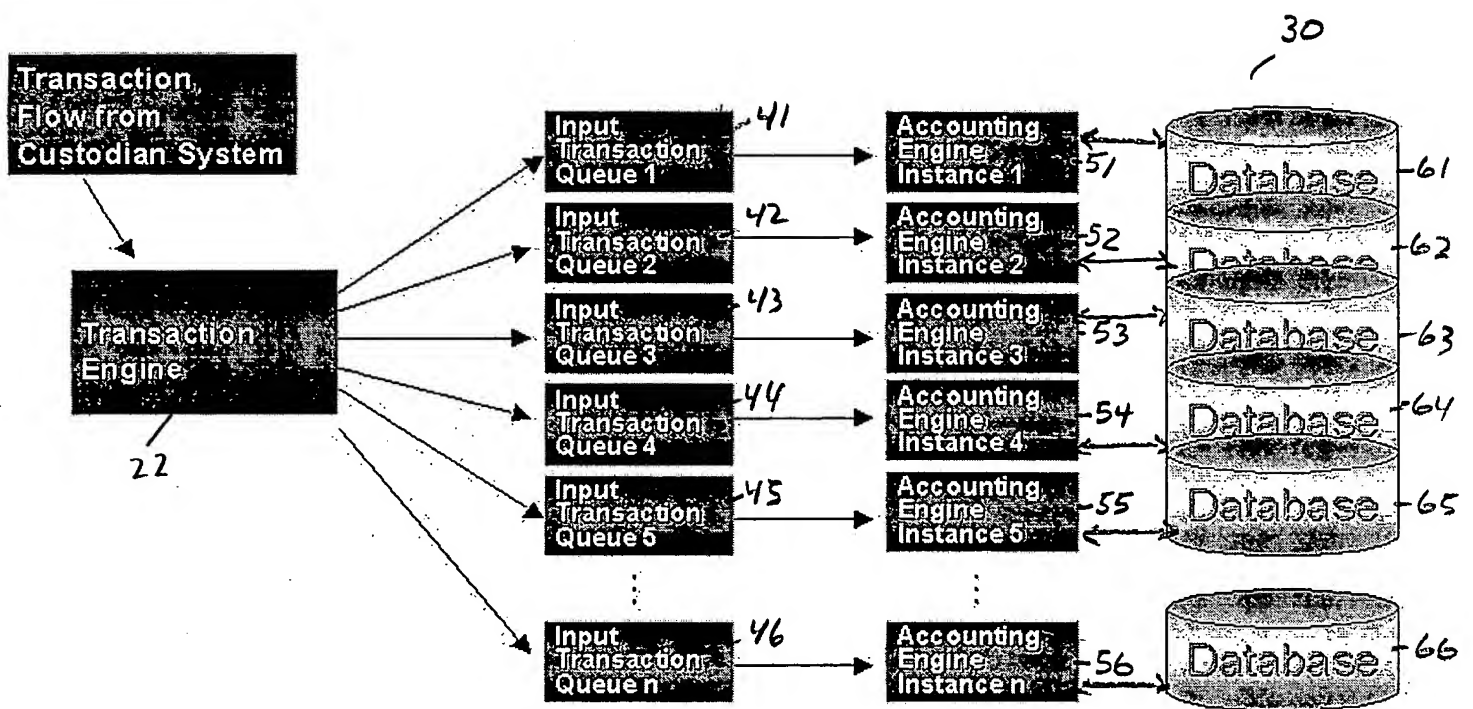 30
Transaction
Flow from
Custodian System
Input
Transaction
Queue 1
41
Accounting
Engine
Instance 1
51
Database
61
Input
Transaction
Queue 2
42
Accounting
Engine
Instance 2
52
Database
62
Transaction
Engine
22
Input
Transaction
Queue 3
43
Accounting
Engine
Instance 3
53
Database
63
Input
Transaction
Queue 4
44
Accounting
Engine
Instance 4
54
Database
64
Input
Transaction
Queue 5
45
Accounting
Engine
Instance 5
55
Database
65
Input
Transaction
Queue n
46
Accounting
Engine
Instance n
56
Database
66